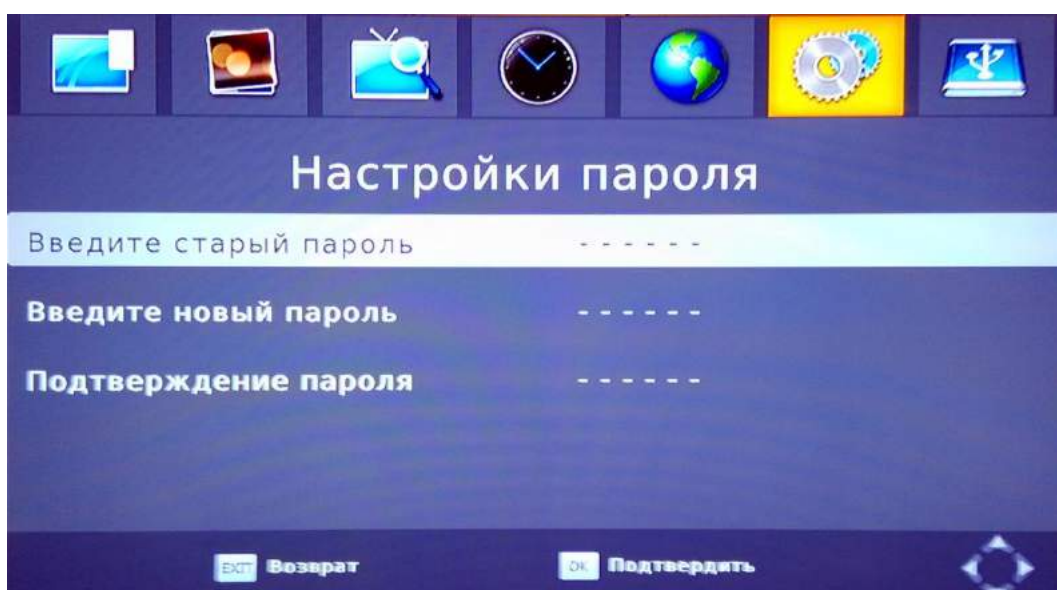 Настройки пароля
Введите старый пароль - - - - - -
Введите новый пароль - - - - - -
Подтверждение пароля - - - - - -
EXIT Возврат OK Подтвердить